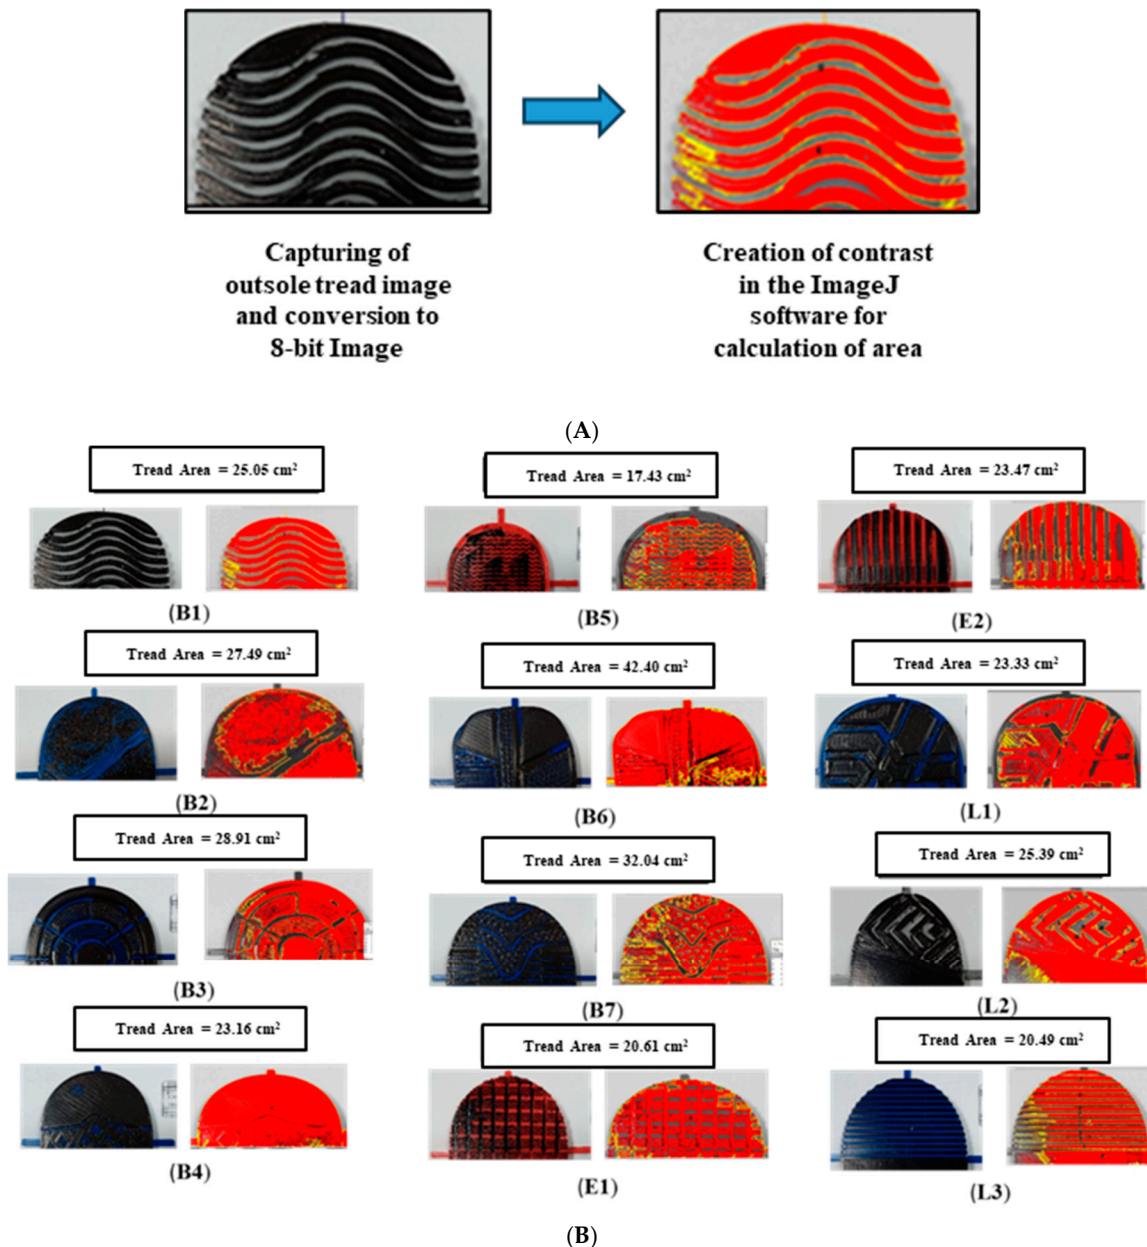 Capturing of
outsole tread image
and conversion to
8-bit Image
Creation of contrast
in the ImageJ
software for
calculation of area
(A)
Tread Area = 25.05 cm²
(B1)
Tread Area = 17.43 cm²
(B5)
Tread Area = 23.47 cm²
(E2)
Tread Area = 27.49 cm²
(B2)
Tread Area = 42.40 cm²
(B6)
Tread Area = 23.33 cm²
(L1)
Tread Area = 28.91 cm²
(B3)
Tread Area = 32.04 cm²
(B7)
Tread Area = 25.39 cm²
(L2)
Tread Area = 23.16 cm²
(B4)
Tread Area = 20.61 cm²
(E1)
Tread Area = 20.49 cm²
(L3)
(B)